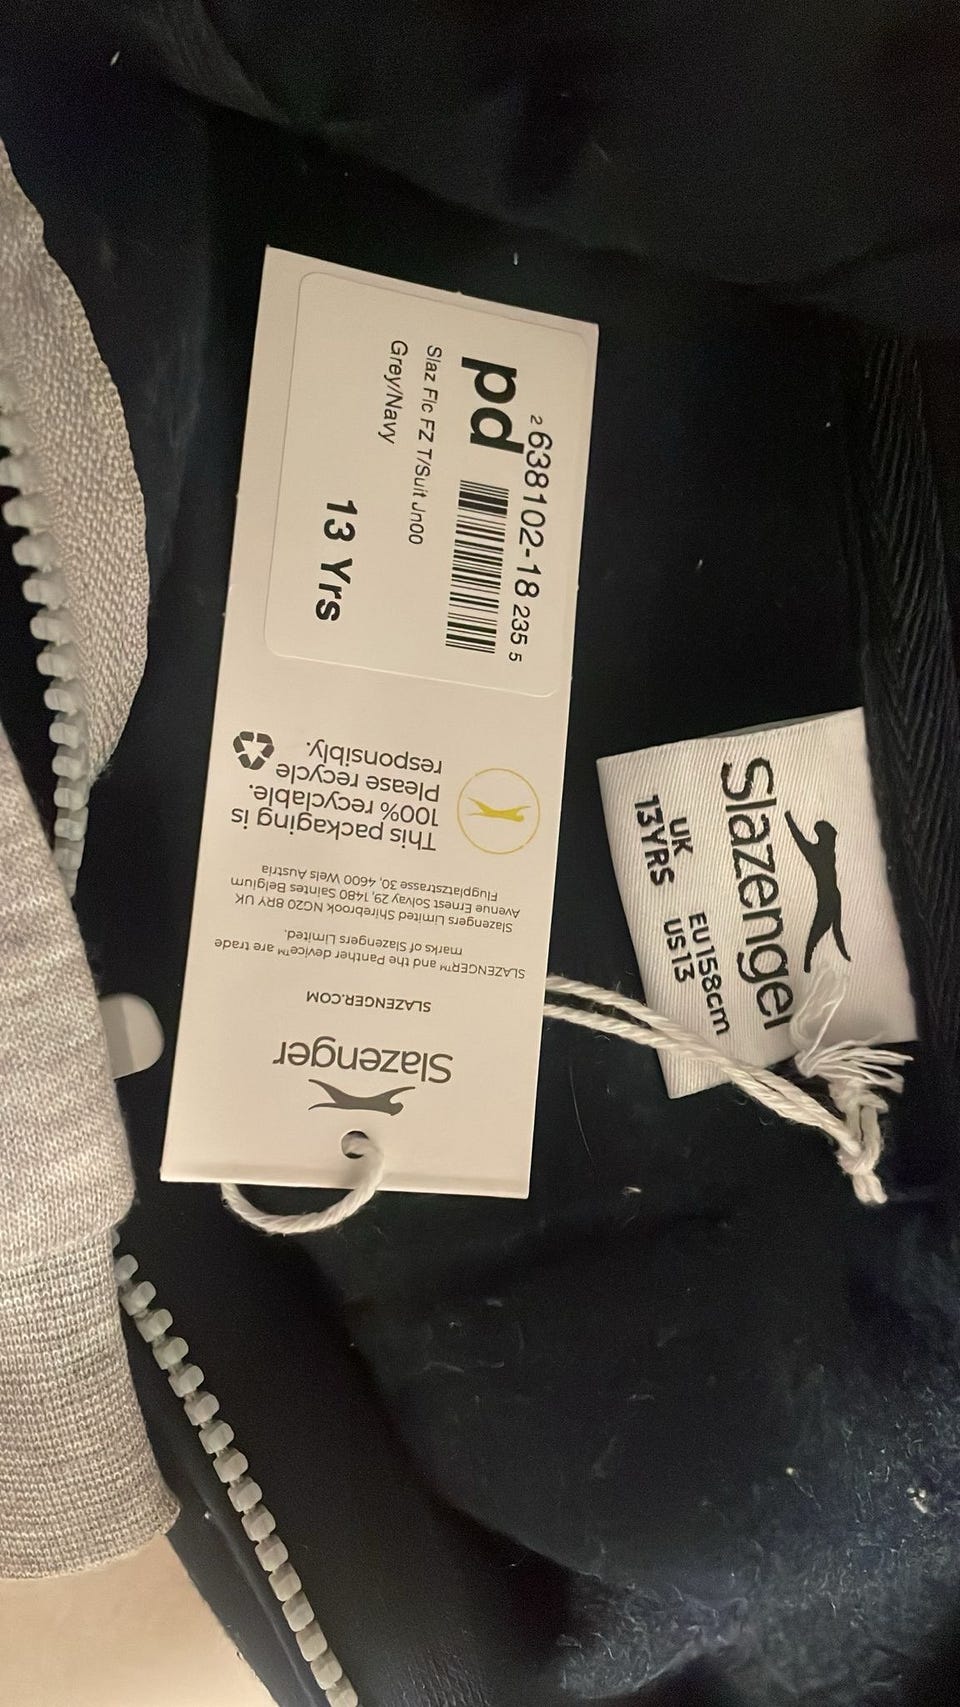 2 638102-18 235 5
pd
Slaz Flc FZ T/Suit Jn00
Grey/Navy
13 Yrs
Slazenger
SLAZENGER.COM
SLAZENGER™ and the Panther device™ are trade
marks of Slazengers Limited.
Slazengers Limited Shirebrook NG20 8RY UK
Avenue Ernest Solvay 29, 1480 Saintes Belgium
Flugplatzstrasse 30, 4600 Wels Austria
This packaging is
100% recyclable.
Please recycle
responsibly.
Slazenger
UK EU 158cm
13YRS US 13